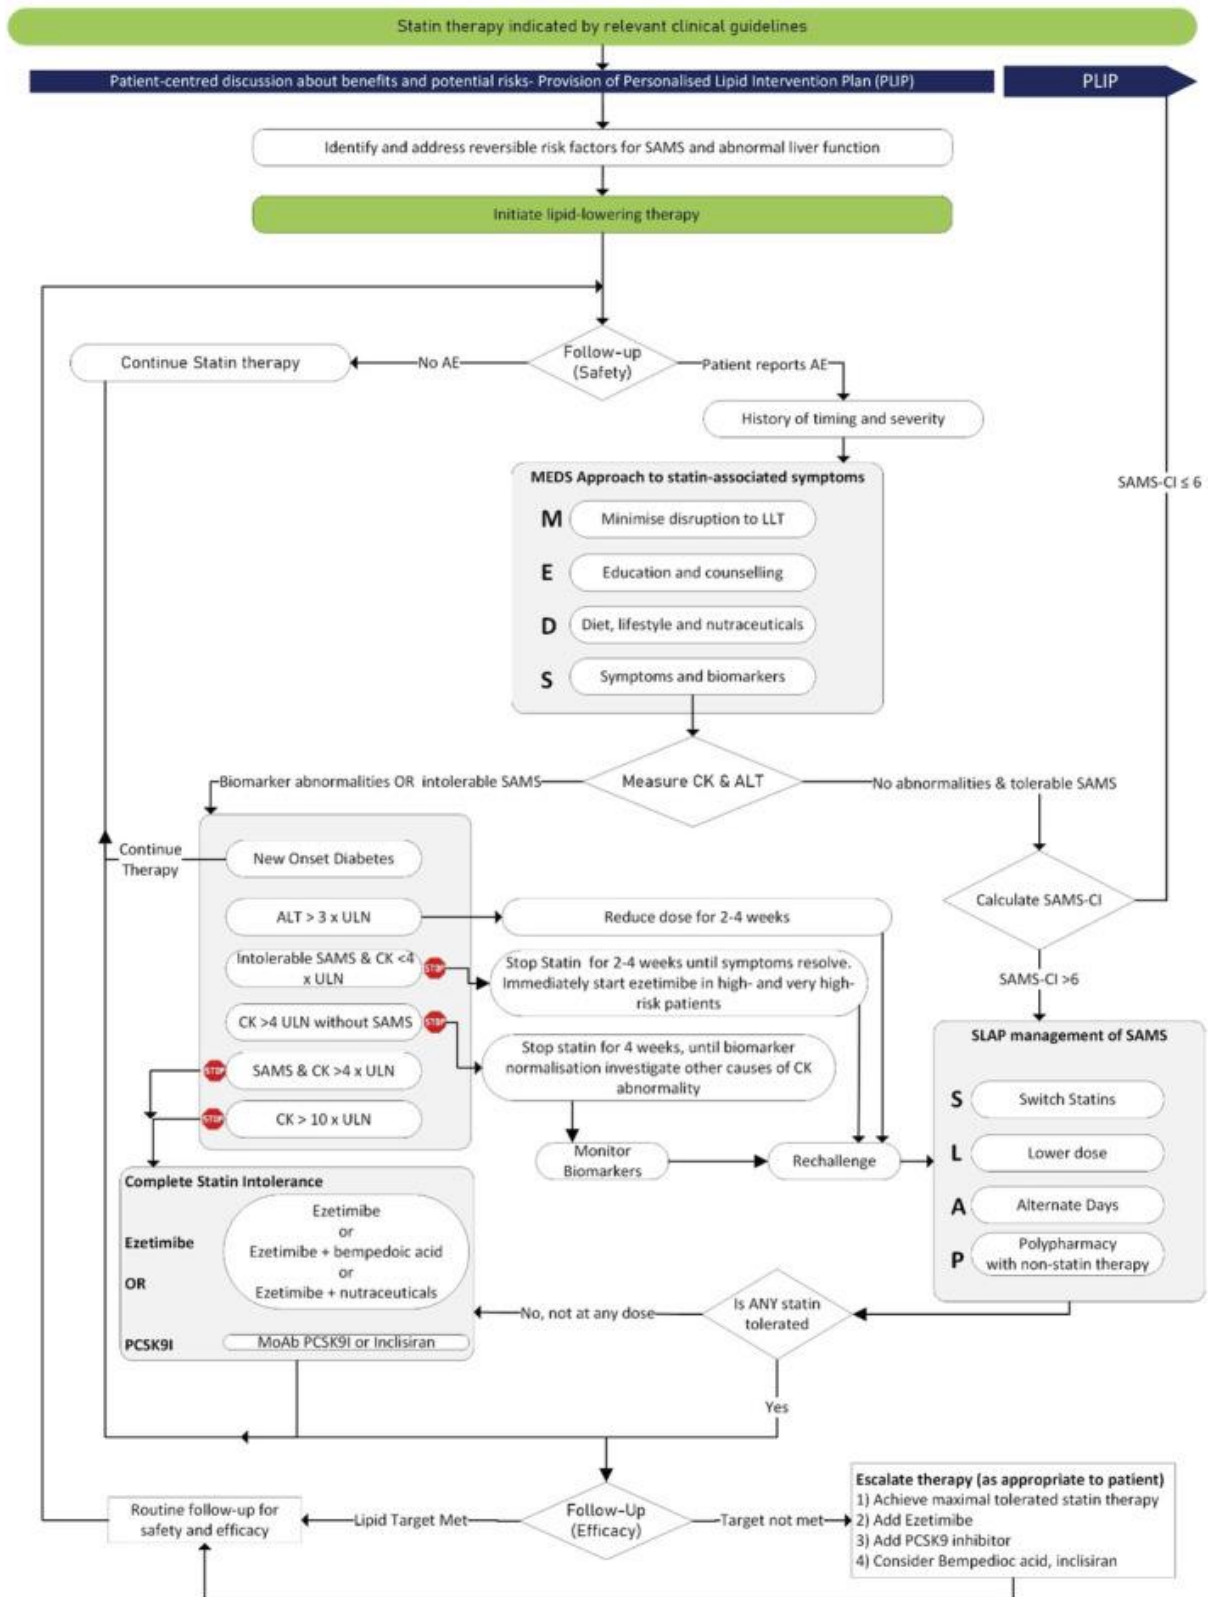 Statin therapy indicated by relevant clinical guidelines
Patient-centred discussion about benefits and potential risks- Provision of Personalised Lipid Intervention Plan (PLIP)
PLIP
Identify and address reversible risk factors for SAMS and abnormal liver function
Initiate lipid-lowering therapy
Continue Statin therapy
No AE
Follow-up
(Safety)
Patient reports AE
History of timing and severity
MEDS Approach to statin-associated symptoms
M Minimise disruption to LLT
E Education and counselling
D Diet, lifestyle and nutraceuticals
S Symptoms and biomarkers
SAMS-CI ≤ 6
Biomarker abnormalities OR intolerable SAMS
Measure CK & ALT
No abnormalities & tolerable SAMS
Continue
Therapy
New Onset Diabetes
ALT > 3 x ULN
Reduce dose for 2-4 weeks
Calculate SAMS-CI
Intolerable SAMS & CK <4
x ULN
STOP
Stop Statin for 2-4 weeks until symptoms resolve.
Immediately start ezetimibe in high- and very high-
risk patients
SAMS-CI >6
CK >4 ULN without SAMS
STOP
Stop statin for 4 weeks, until biomarker
normalisation investigate other causes of CK
abnormality
STOP
SAMS & CK >4 x ULN
STOP
CK > 10 x ULN
Monitor
Biomarkers
Rechallenge
SLAP management of SAMS
S Switch Statins
L Lower dose
A Alternate Days
P Polypharmacy
with non-statin therapy
Complete Statin Intolerance
Ezetimibe
OR
PCSK9I
Ezetimibe
or
Ezetimibe + bempedoic acid
or
Ezetimibe + nutraceuticals
MoAb PCSK9I or Inclisiran
No, not at any dose
Is ANY statin
tolerated
Yes
Routine follow-up for
safety and efficacy
Lipid Target Met
Follow-Up
(Efficacy)
Target not met
Escalate therapy (as appropriate to patient)
1) Achieve maximal tolerated statin therapy
2) Add Ezetimibe
3) Add PCSK9 inhibitor
4) Consider Bempedioc acid, inclisiran